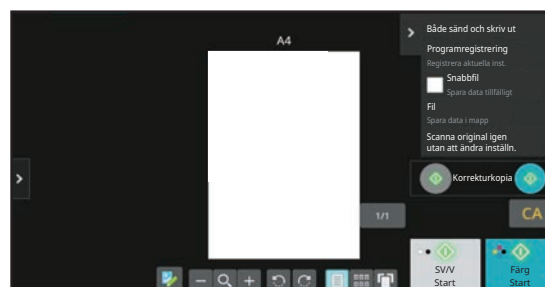 A4
Både sänd och skriv ut
Programregistrering
Registrera aktuella inst.
Snabbfil
Spara data tillfälligt
Fil
Spara data i mapp
Scanna original igen
utan att ändra inställn.
Korrekturkopia
1/1
CA
SV/V
Start
Färg
Start